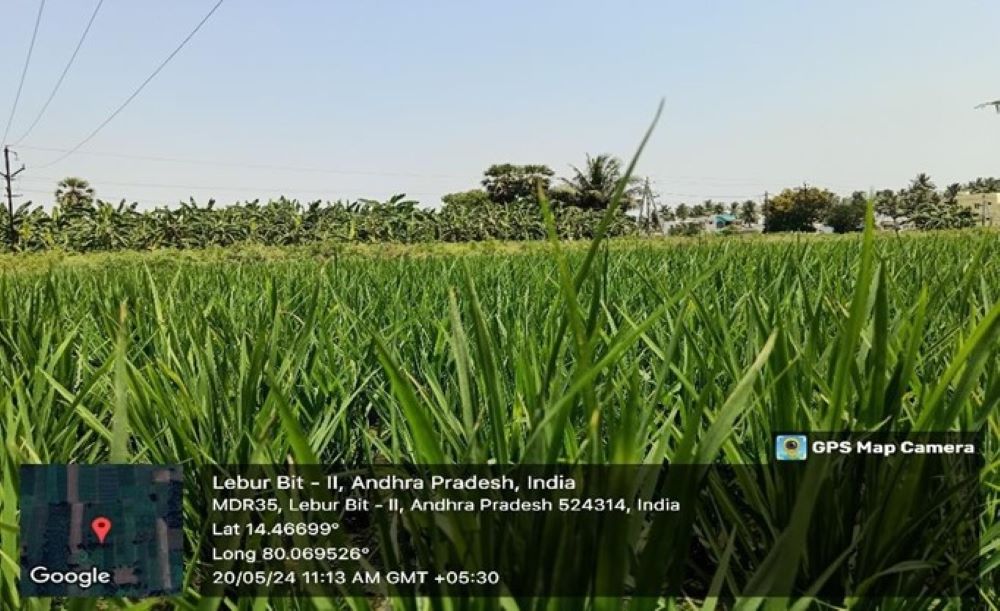 GPS Map Camera
Lebur Bit - II, Andhra Pradesh, India
MDR35, Lebur Bit - II, Andhra Pradesh 524314, India
Lat 14.46699°
Long 80.069526°
20/05/24 11:13 AM GMT +05:30
Google